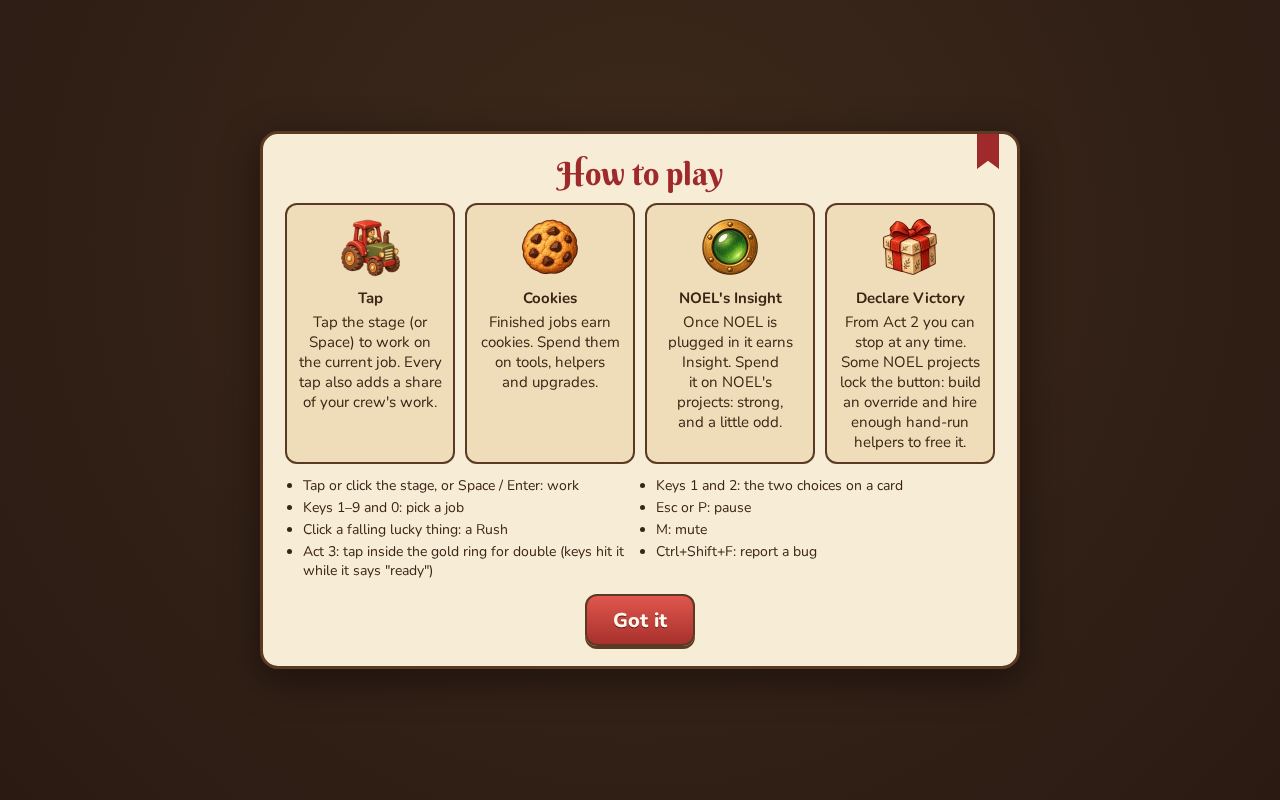 How to play
Tap
Tap the stage (or
Space) to work on
the current job. Every
tap also adds a share
of your crew's work.
Cookies
Finished jobs earn
cookies. Spend them
on tools, helpers
and upgrades.
NOEL's Insight
Once NOEL is
plugged in it earns
Insight. Spend
it on NOEL's
projects: strong,
and a little odd.
Declare Victory
From Act 2 you can
stop at any time.
Some NOEL projects
lock the button: build
an override and hire
enough hand-run
helpers to free it.
• Tap or click the stage, or Space / Enter: work
• Keys 1–9 and 0: pick a job
• Click a falling lucky thing: a Rush
• Act 3: tap inside the gold ring for double (keys hit it
while it says "ready")
• Keys 1 and 2: the two choices on a card
• Esc or P: pause
• M: mute
• Ctrl+Shift+F: report a bug
Got it